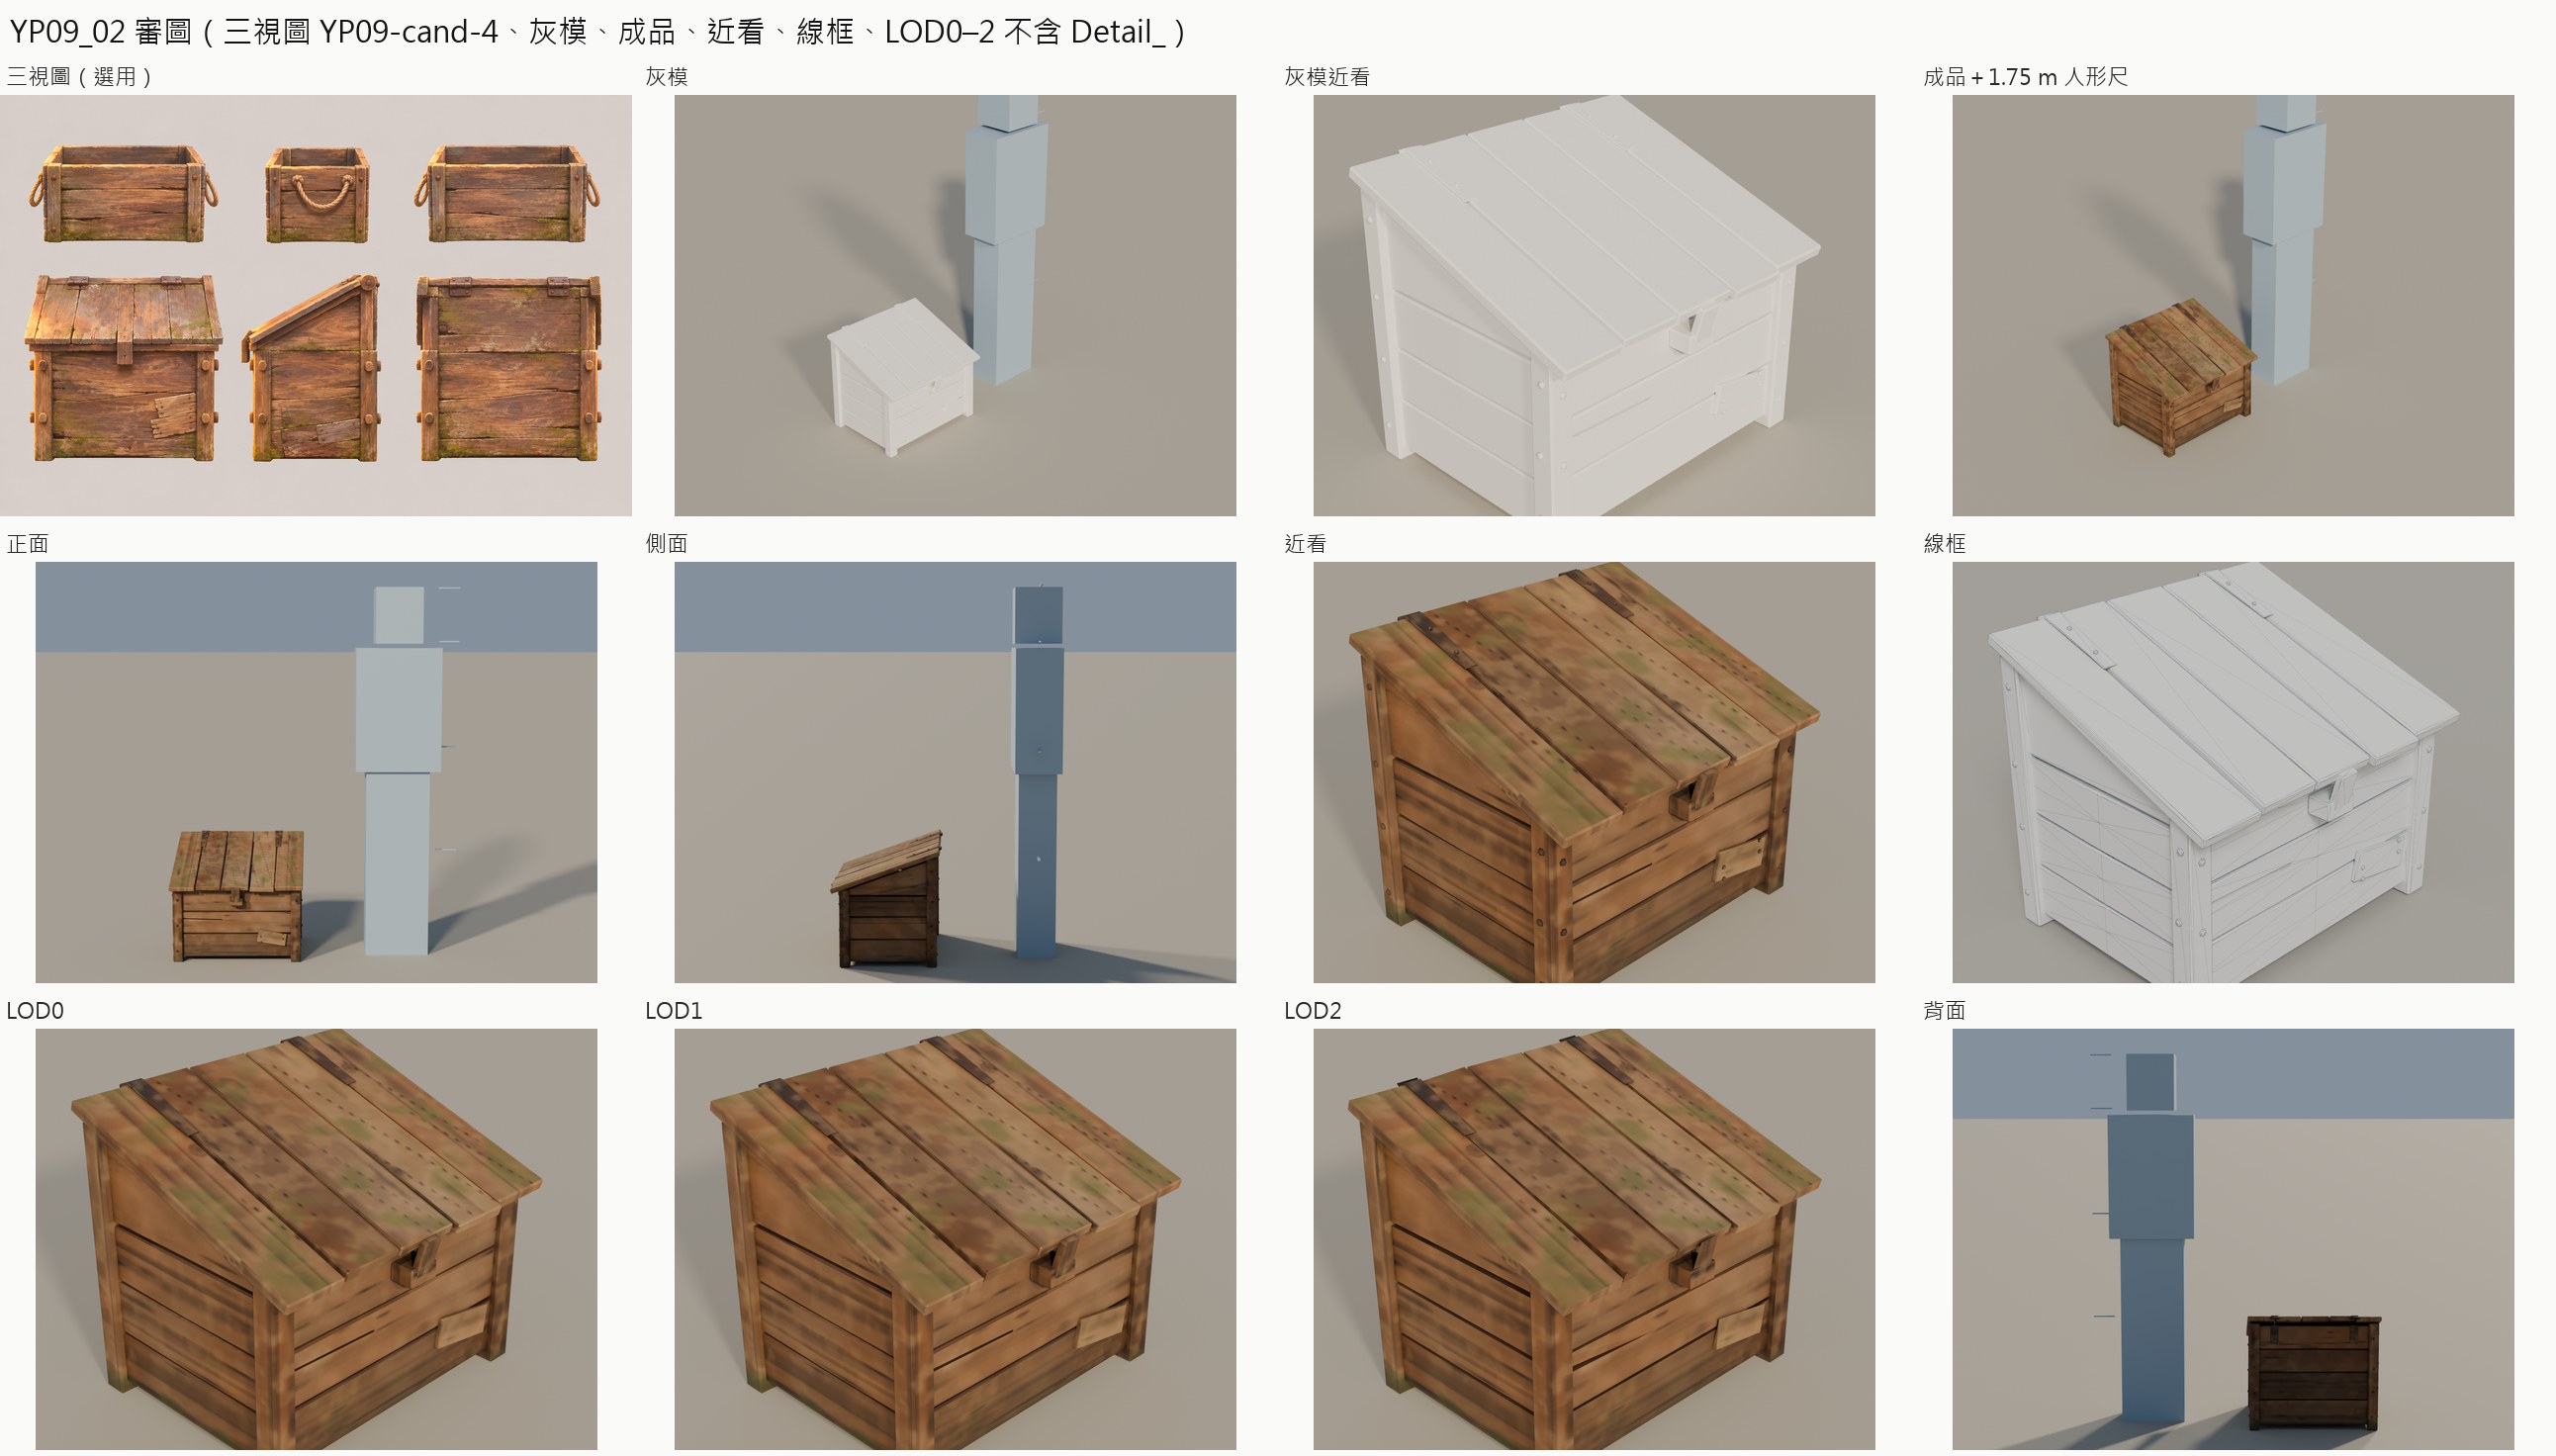 YP09_02 審圖（三視圖 YP09-cand-4、灰模、成品、近看、線框、LOD0–2 不含 Detail_）
三視圖（選用）
灰模
灰模近看
成品 + 1.75 m 人形尺
正面
側面
近看
線框
LOD0
LOD1
LOD2
背面